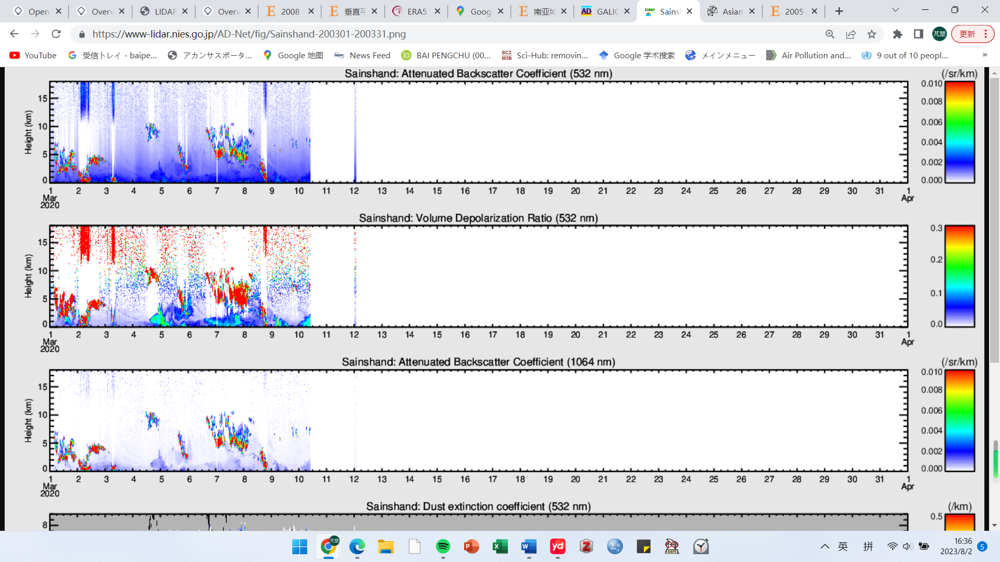 Open Overv LIDAR Overv 2008 垂直平 ERA5 Goog 南亚城 GALIC Sainsh Asian 2005-
https://www-lidar.nies.go.jp/AD-Net/fig/Sainshand-200301-200331.png
芃楚 更新
YouTube 受信トレイ - baipe... アカンサスポータ... Google 地图 News Feed BAI PENGCHU (00... Sci-Hub: removin... Google 学术搜索 メインメニュー Air Pollution and... 9 out of 10 peopl... »
Sainshand: Attenuated Backscatter Coefficient (532 nm)
(/sr/km)
Height (km)
15
10
5
0
0.010
0.008
0.006
0.004
0.002
0.000
1 2 3 4 5 6 7 8 9 10 11 12 13 14 15 16 17 18 19 20 21 22 23 24 25 26 27 28 29 30 31 1
Mar Apr
2020
Sainshand: Volume Depolarization Ratio (532 nm)
Height (km)
15
10
5
0
0.3
0.2
0.1
0.0
1 2 3 4 5 6 7 8 9 10 11 12 13 14 15 16 17 18 19 20 21 22 23 24 25 26 27 28 29 30 31 1
Mar Apr
2020
Sainshand: Attenuated Backscatter Coefficient (1064 nm)
(/sr/km)
Height (km)
15
10
5
0
0.010
0.008
0.006
0.004
0.002
0.000
1 2 3 4 5 6 7 8 9 10 11 12 13 14 15 16 17 18 19 20 21 22 23 24 25 26 27 28 29 30 31 1
Mar Apr
2020
Sainshand: Dust extinction coefficient (532 nm)
(/km)
8
0.5
英 拼 16:36
2023/8/2 5